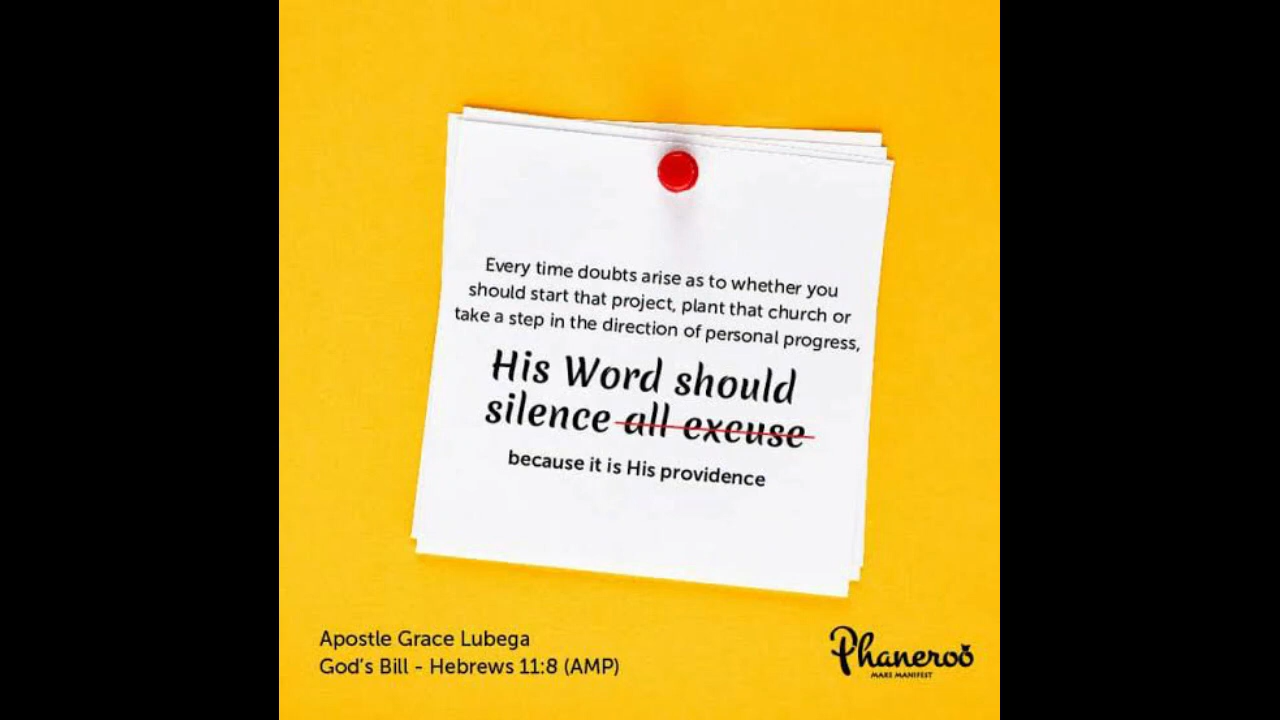 Every time doubts arise as to whether you
should start that project, plant that church or
take a step in the direction of personal progress,
His Word should
silence all excuse
because it is His providence
Apostle Grace Lubega
God's Bill - Hebrews 11:8 (AMP)
Phaneroo
MAKE MANIFEST